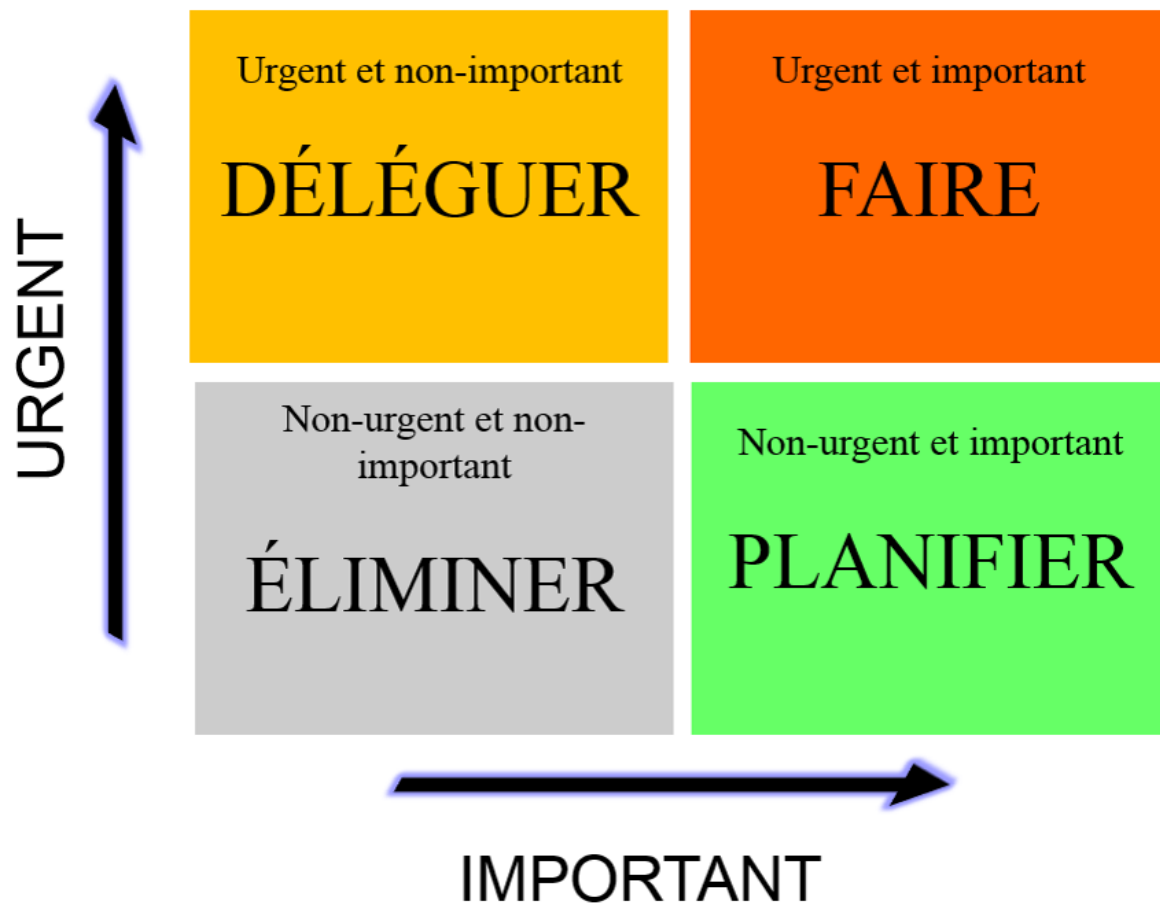 Urgent et non-important
DÉLÉGUER
Urgent et important
FAIRE
URGENT
Non-urgent et non-
important
ÉLIMINER
Non-urgent et important
PLANIFIER
IMPORTANT